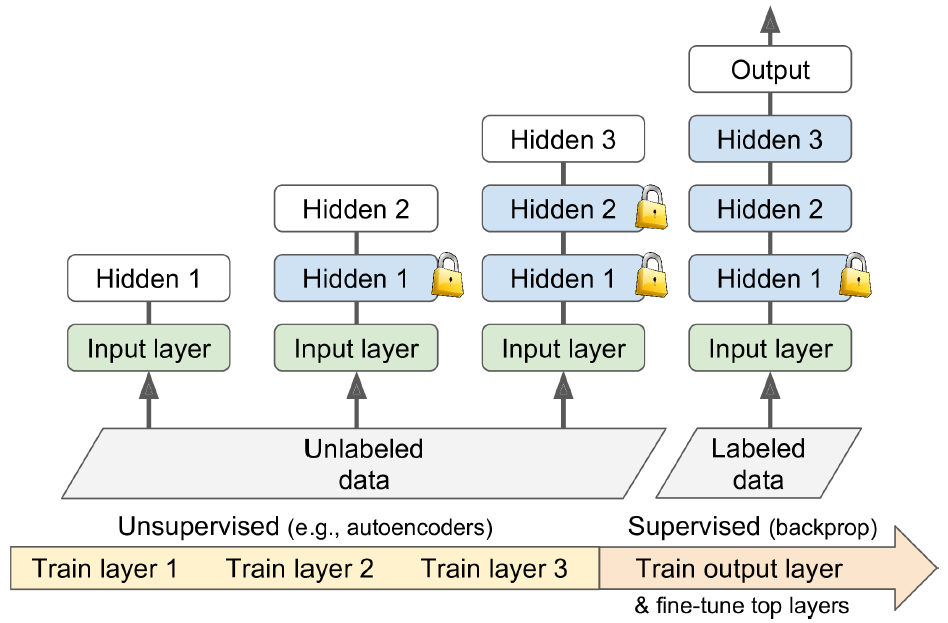 Output
Hidden 3
Hidden 3
Hidden 2
Hidden 2
Hidden 2
Hidden 1
Hidden 1
Hidden 1
Hidden 1
Input layer
Input layer
Input layer
Input layer
Unlabeled
data
Labeled
data
Unsupervised (e.g., autoencoders)
Supervised (backprop)
Train layer 1
Train layer 2
Train layer 3
Train output layer
& fine-tune top layers